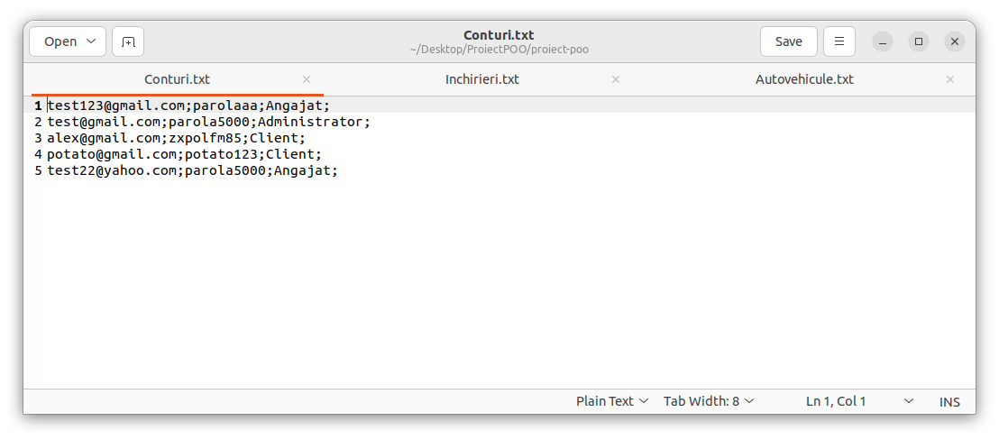 Open
Conturi.txt
~/Desktop/ProiectPOO/proiect-poo
Save
Conturi.txt
Inchirieri.txt
Autovehicule.txt
1 test123@gmail.com;parolaaa;Angajat;
2 test@gmail.com;parola5000;Administrator;
3 alex@gmail.com;zxpolfm85;Client;
4 potato@gmail.com;potato123;Client;
5 test22@yahoo.com;parola5000;Angajat;
Plain Text Tab Width: 8 Ln 1, Col 1 INS